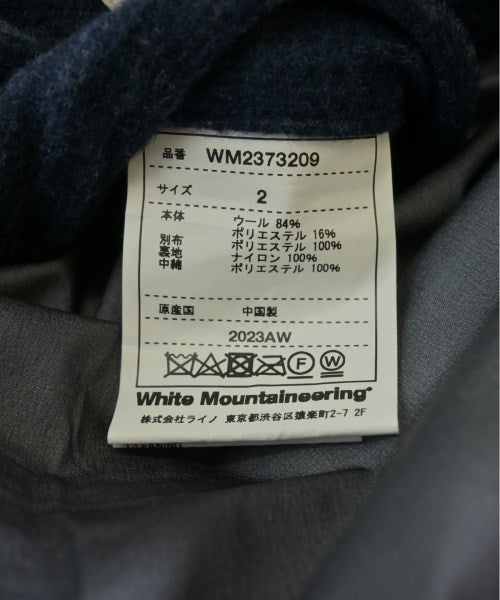 品番 WM2373209
サイズ 2
本体 ウール 84%
ポリエステル 16%
別布 ポリエステル 100%
裏地 ナイロン 100%
中綿 ポリエステル 100%
原産国 中国製
2023AW
F W
White Mountaineering®
株式会社ライノ 東京都渋谷区猿楽町2-7 2F
CLEANING